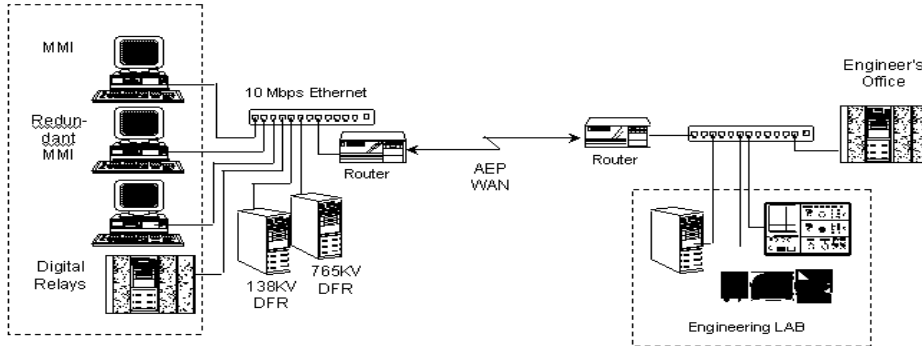 MMI
Redun-
dant
MMI
Digital
Relays
10 Mbps Ethernet
138KV
DFR
765KV
DFR
Router
AEP
WAN
Router
Engineer's
Office
Engineering LAB